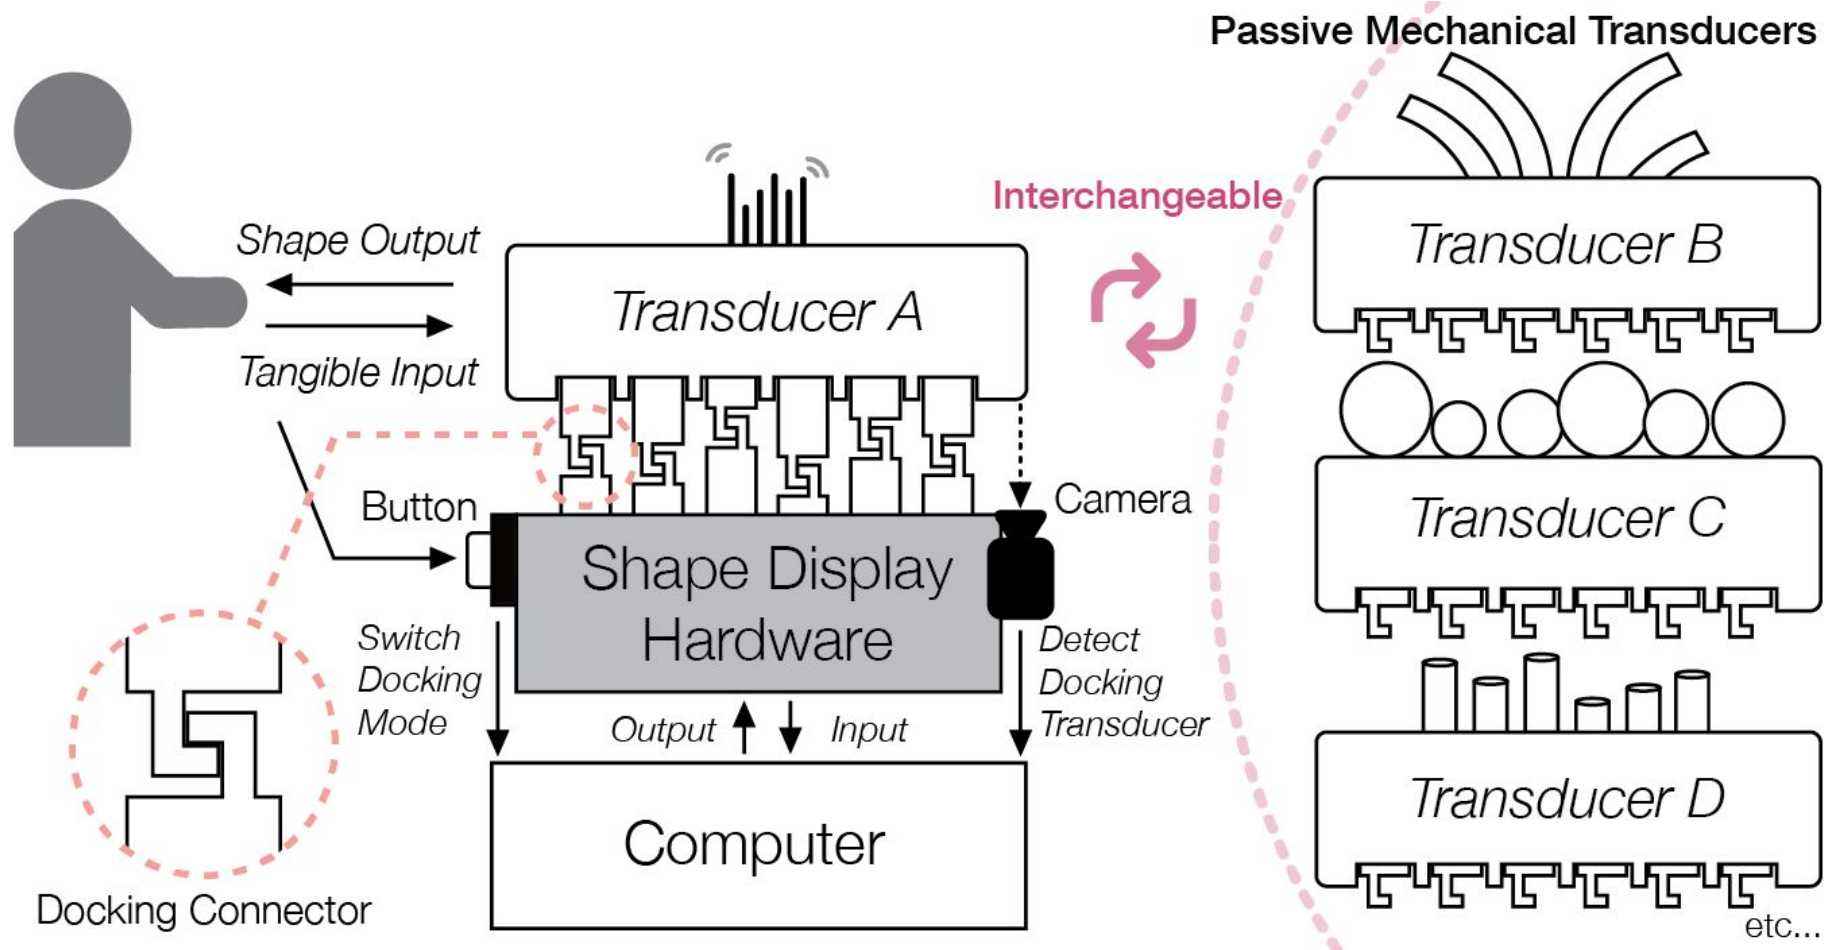 Passive Mechanical Transducers
Shape Output
Tangible Input
Interchangeable
Transducer A
Transducer B
Button
Camera
Shape Display
Hardware
Transducer C
Switch
Docking
Mode
Output
Input
Detect
Docking
Transducer
Computer
Transducer D
Docking Connector
etc...